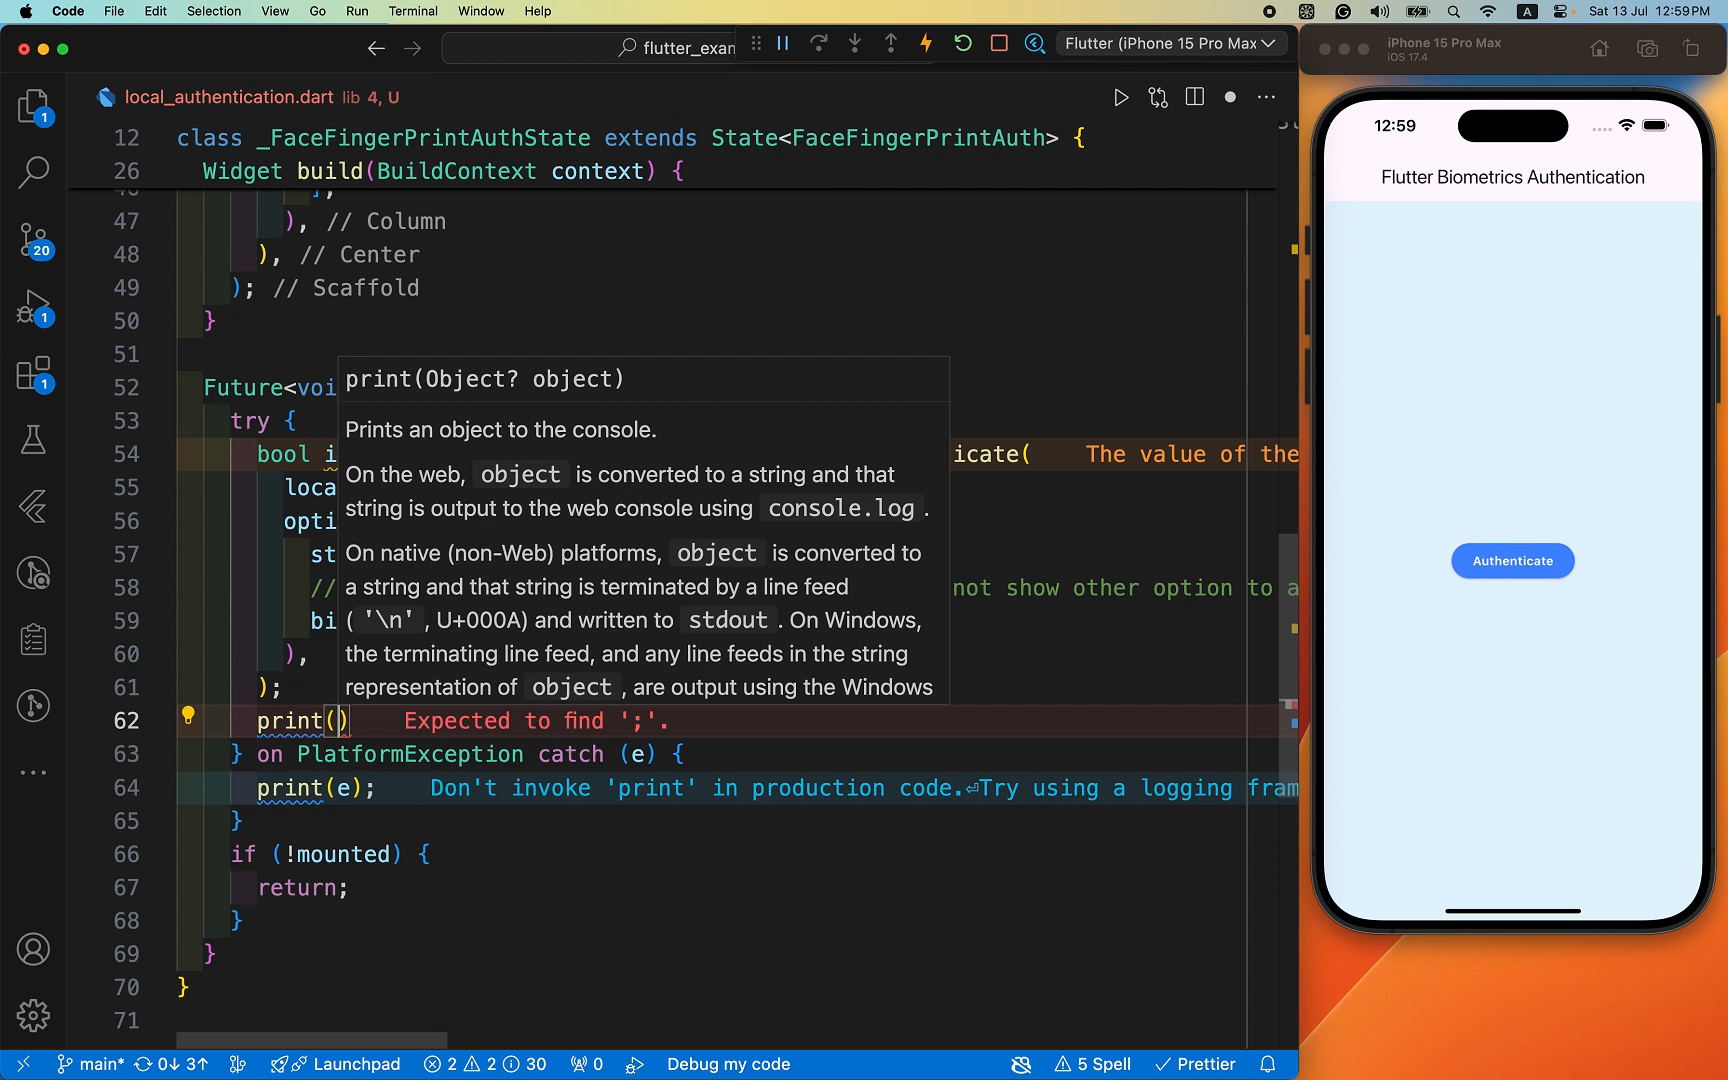 Code File Edit Selection View Go Run Terminal Window Help
A Sat 13 Jul 12:59 PM
flutter_exan
Flutter (iPhone 15 Pro Max
iPhone 15 Pro Max
iOS 17.4
local_authentication.dart lib 4, U
12 class _FaceFingerPrintAuthState extends State<FaceFingerPrintAuth> {
26 Widget build(BuildContext context) {
47 ), // Column
48 ), // Center
49 ); // Scaffold
50 }
51
52 Future<voi
53 try {
54 bool i icate( The value of the
55 loca
56 opti
57 st
58 // not show other option to a
59 bi
60 ),
61 );
62 print() Expected to find ';'.
63 } on PlatformException catch (e) {
64 print(e); Don't invoke 'print' in production code.⏎Try using a logging fram
65 }
66 if (!mounted) {
67 return;
68 }
69 }
70 }
71
print(Object? object)
Prints an object to the console.
On the web, object is converted to a string and that
string is output to the web console using console.log .
On native (non-Web) platforms, object is converted to
a string and that string is terminated by a line feed
( '\n' , U+000A) and written to stdout . On Windows,
the terminating line feed, and any line feeds in the string
representation of object , are output using the Windows
1
20
1
1
12:59
Flutter Biometrics Authentication
Authenticate
main* 0↓ 3↑ Launchpad 2 2 30 0 Debug my code 5 Spell Prettier